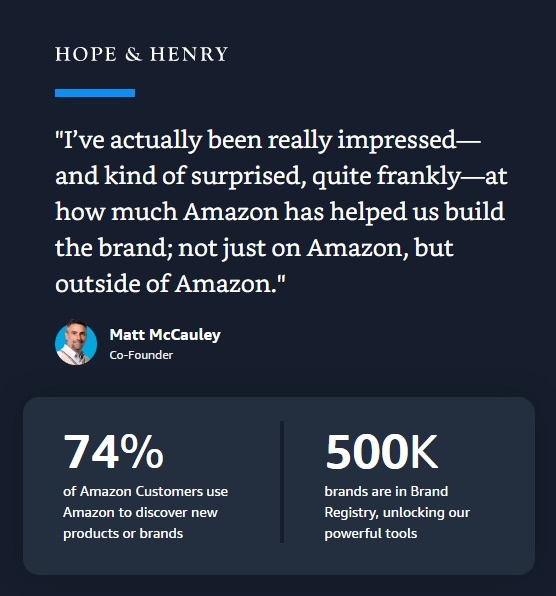 HOPE & HENRY
"I’ve actually been really impressed—
and kind of surprised, quite frankly—at
how much Amazon has helped us build
the brand; not just on Amazon, but
outside of Amazon."
Matt McCauley
Co-Founder
74%
of Amazon Customers use
Amazon to discover new
products or brands
500K
brands are in Brand
Registry, unlocking our
powerful tools